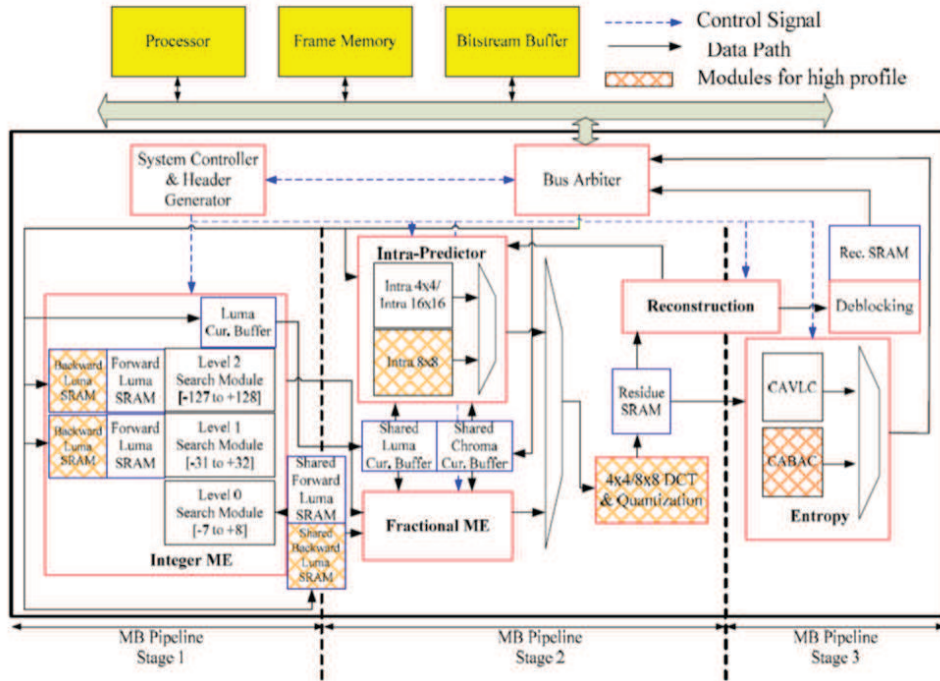 Processor
Frame Memory
Bitstream Buffer
Control Signal
Data Path
Modules for high profile
System Controller
& Header
Generator
Bus Arbiter
Intra-Predictor
Intra 4x4/
Intra 16x16
Intra 8x8
Reconstruction
Rec. SRAM
Deblocking
Luma
Cur. Buffer
Backward
Luma
SRAM
Forward
Luma
SRAM
Level 2
Search Module
[-127 to +128]
Backward
Luma
SRAM
Forward
Luma
SRAM
Level 1
Search Module
[-31 to +32]
Level 0
Search Module
[-7 to +8]
Integer ME
Shared
Forward
Luma
SRAM
Shared
Backward
Luma
SRAM
Shared
Luma
Cur. Buffer
Shared
Chroma
Cur. Buffer
Fractional ME
Residue
SRAM
4x4/8x8 DCT
& Quantization
CAVLC
CABAC
Entropy
MB Pipeline
Stage 1
MB Pipeline
Stage 2
MB Pipeline
Stage 3